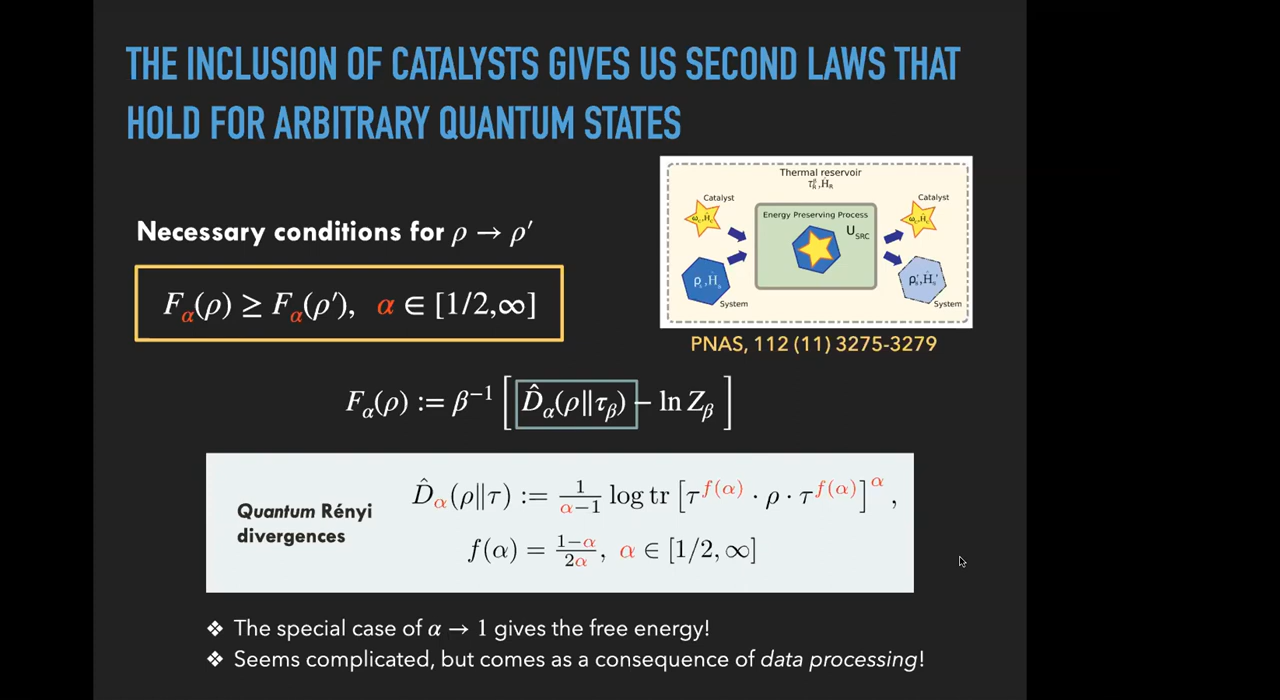 THE INCLUSION OF CATALYSTS GIVES US SECOND LAWS THAT
HOLD FOR ARBITRARY QUANTUM STATES
Thermal reservoir
Catalyst
Catalyst
Energy Preserving Process
U_SRC
System
System
PNAS, 112 (11) 3275-3279
Necessary conditions for ρ → ρ′
F_α(ρ) ≥ F_α(ρ′), α ∈ [1/2,∞]
F_α(ρ) := β⁻¹ [ D̂_α(ρ||τ_β) − ln Z_β ]
Quantum Rényi
divergences
D̂_α(ρ||τ) := 1/(α−1) log tr [τ^{f(α)} · ρ · τ^{f(α)}]^α ,
f(α) = (1−α)/(2α), α ∈ [1/2, ∞]
❖ The special case of α → 1 gives the free energy!
❖ Seems complicated, but comes as a consequence of data processing!